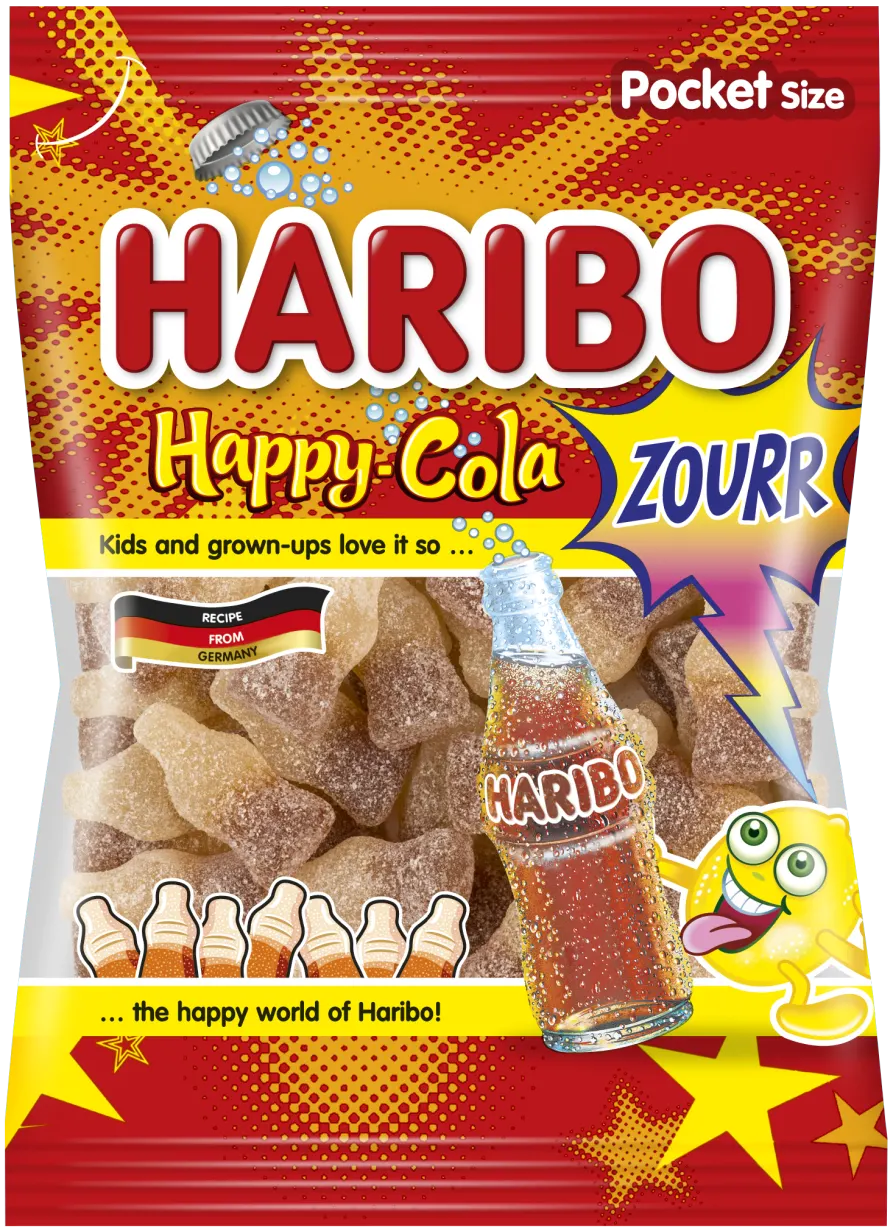 Pocket Size
HARIBO
Happy-Cola
ZOURR
Kids and grown-ups love it so ...
RECIPE
FROM
GERMANY
HARIBO
... the happy world of Haribo!